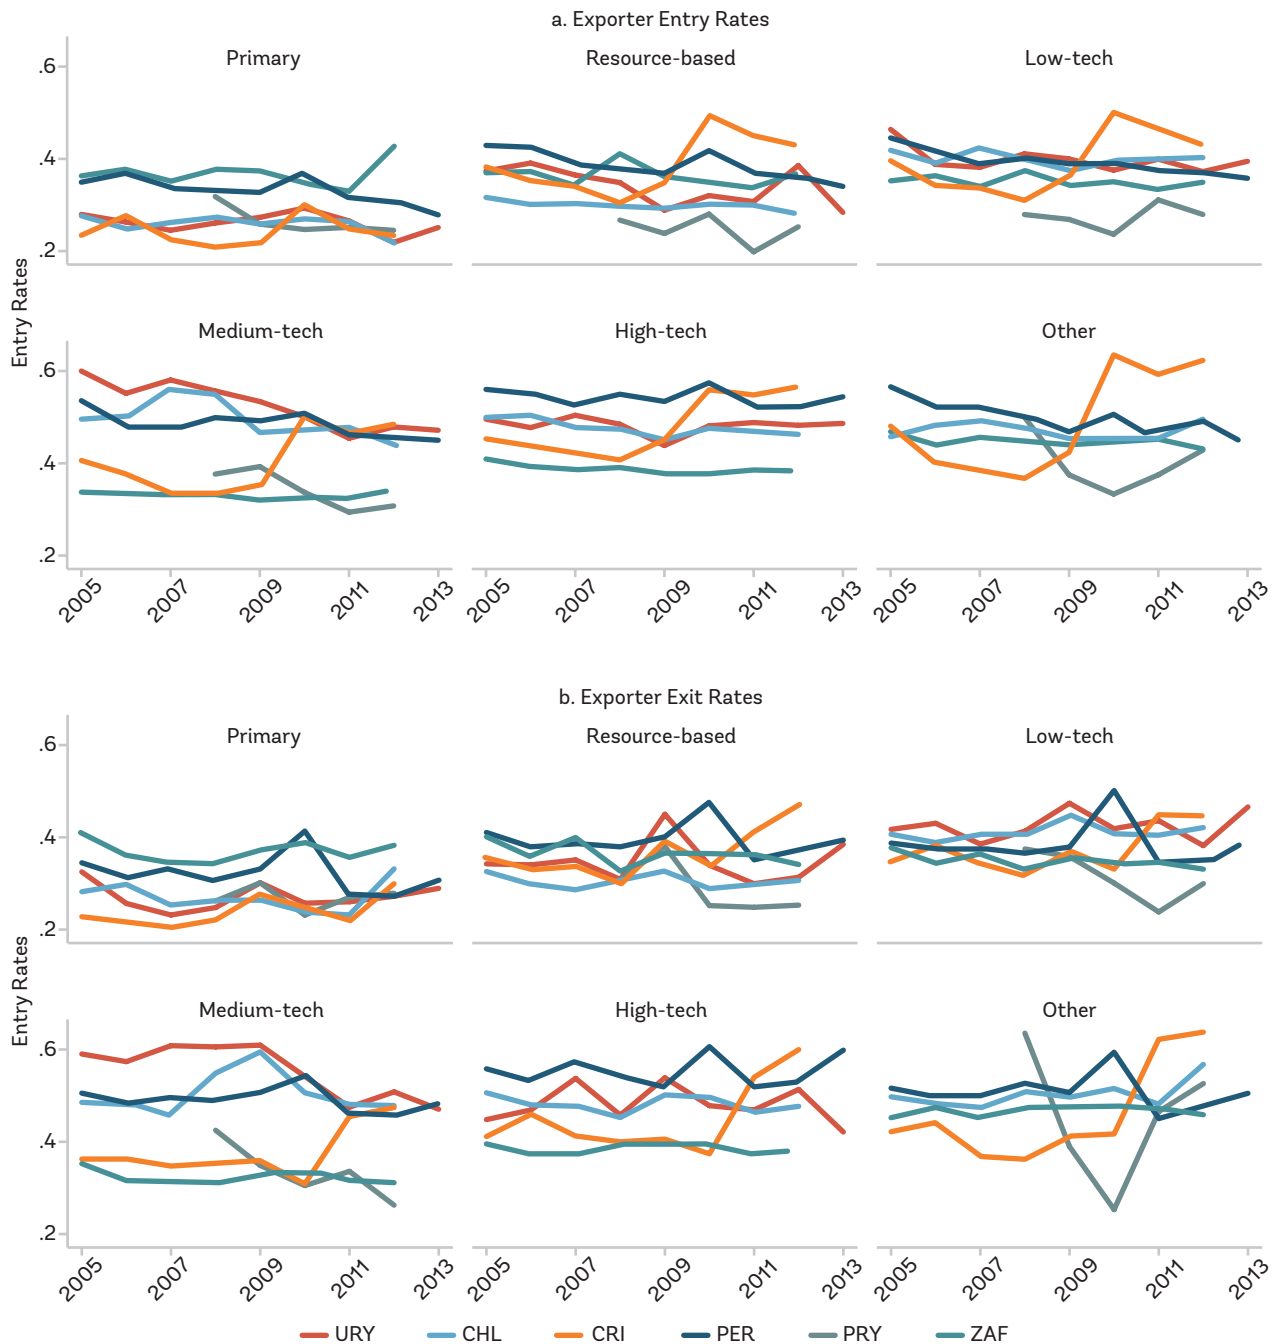 a. Exporter Entry Rates
Primary
Resource-based
Low-tech
.6
.4
.2
Entry Rates
Medium-tech
High-tech
Other
.6
.4
.2
2005 2007 2009 2011 2013
2005 2007 2009 2011 2013
2005 2007 2009 2011 2013
b. Exporter Exit Rates
Primary
Resource-based
Low-tech
.6
.4
.2
Entry Rates
Medium-tech
High-tech
Other
.6
.4
.2
2005 2007 2009 2011 2013
2005 2007 2009 2011 2013
2005 2007 2009 2011 2013
URY CHL CRI PER PRY ZAF